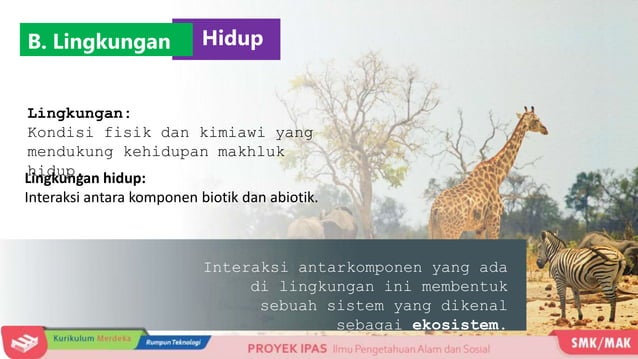 B. Lingkungan Hidup
Lingkungan:
Kondisi fisik dan kimiawi yang
mendukung kehidupan makhluk
hidup.
Lingkungan hidup:
Interaksi antara komponen biotik dan abiotik.
Interaksi antarkomponen yang ada
di lingkungan ini membentuk
sebuah sistem yang dikenal
sebagai ekosistem.
Kurikulum Merdeka
Rumpun Teknologi
PROYEK IPAS Ilmu Pengetahuan Alam dan Sosial
SMK/MAK